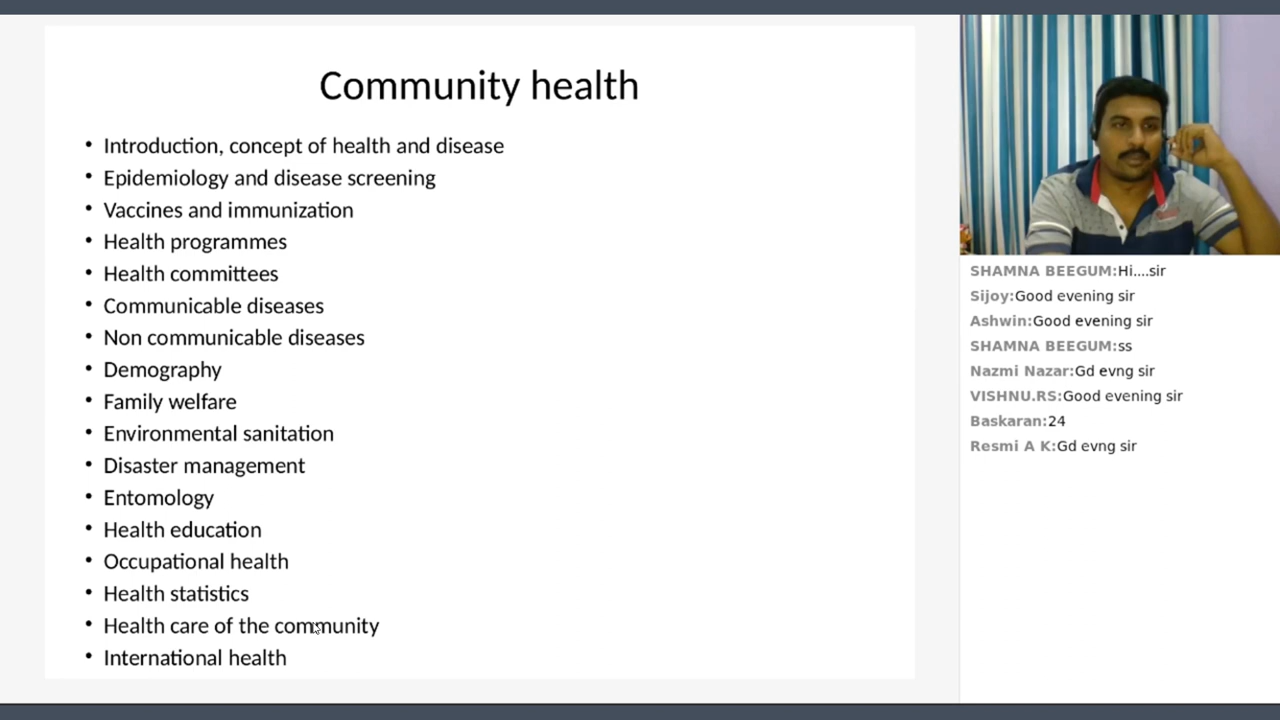 Community health
• Introduction, concept of health and disease
• Epidemiology and disease screening
• Vaccines and immunization
• Health programmes
• Health committees
• Communicable diseases
• Non communicable diseases
• Demography
• Family welfare
• Environmental sanitation
• Disaster management
• Entomology
• Health education
• Occupational health
• Health statistics
• Health care of the community
• International health
SHAMNA BEEGUM:Hi....sir
Sijoy:Good evening sir
Ashwin:Good evening sir
SHAMNA BEEGUM:ss
Nazmi Nazar:Gd evng sir
VISHNU.RS:Good evening sir
Baskaran:24
Resmi A K:Gd evng sir